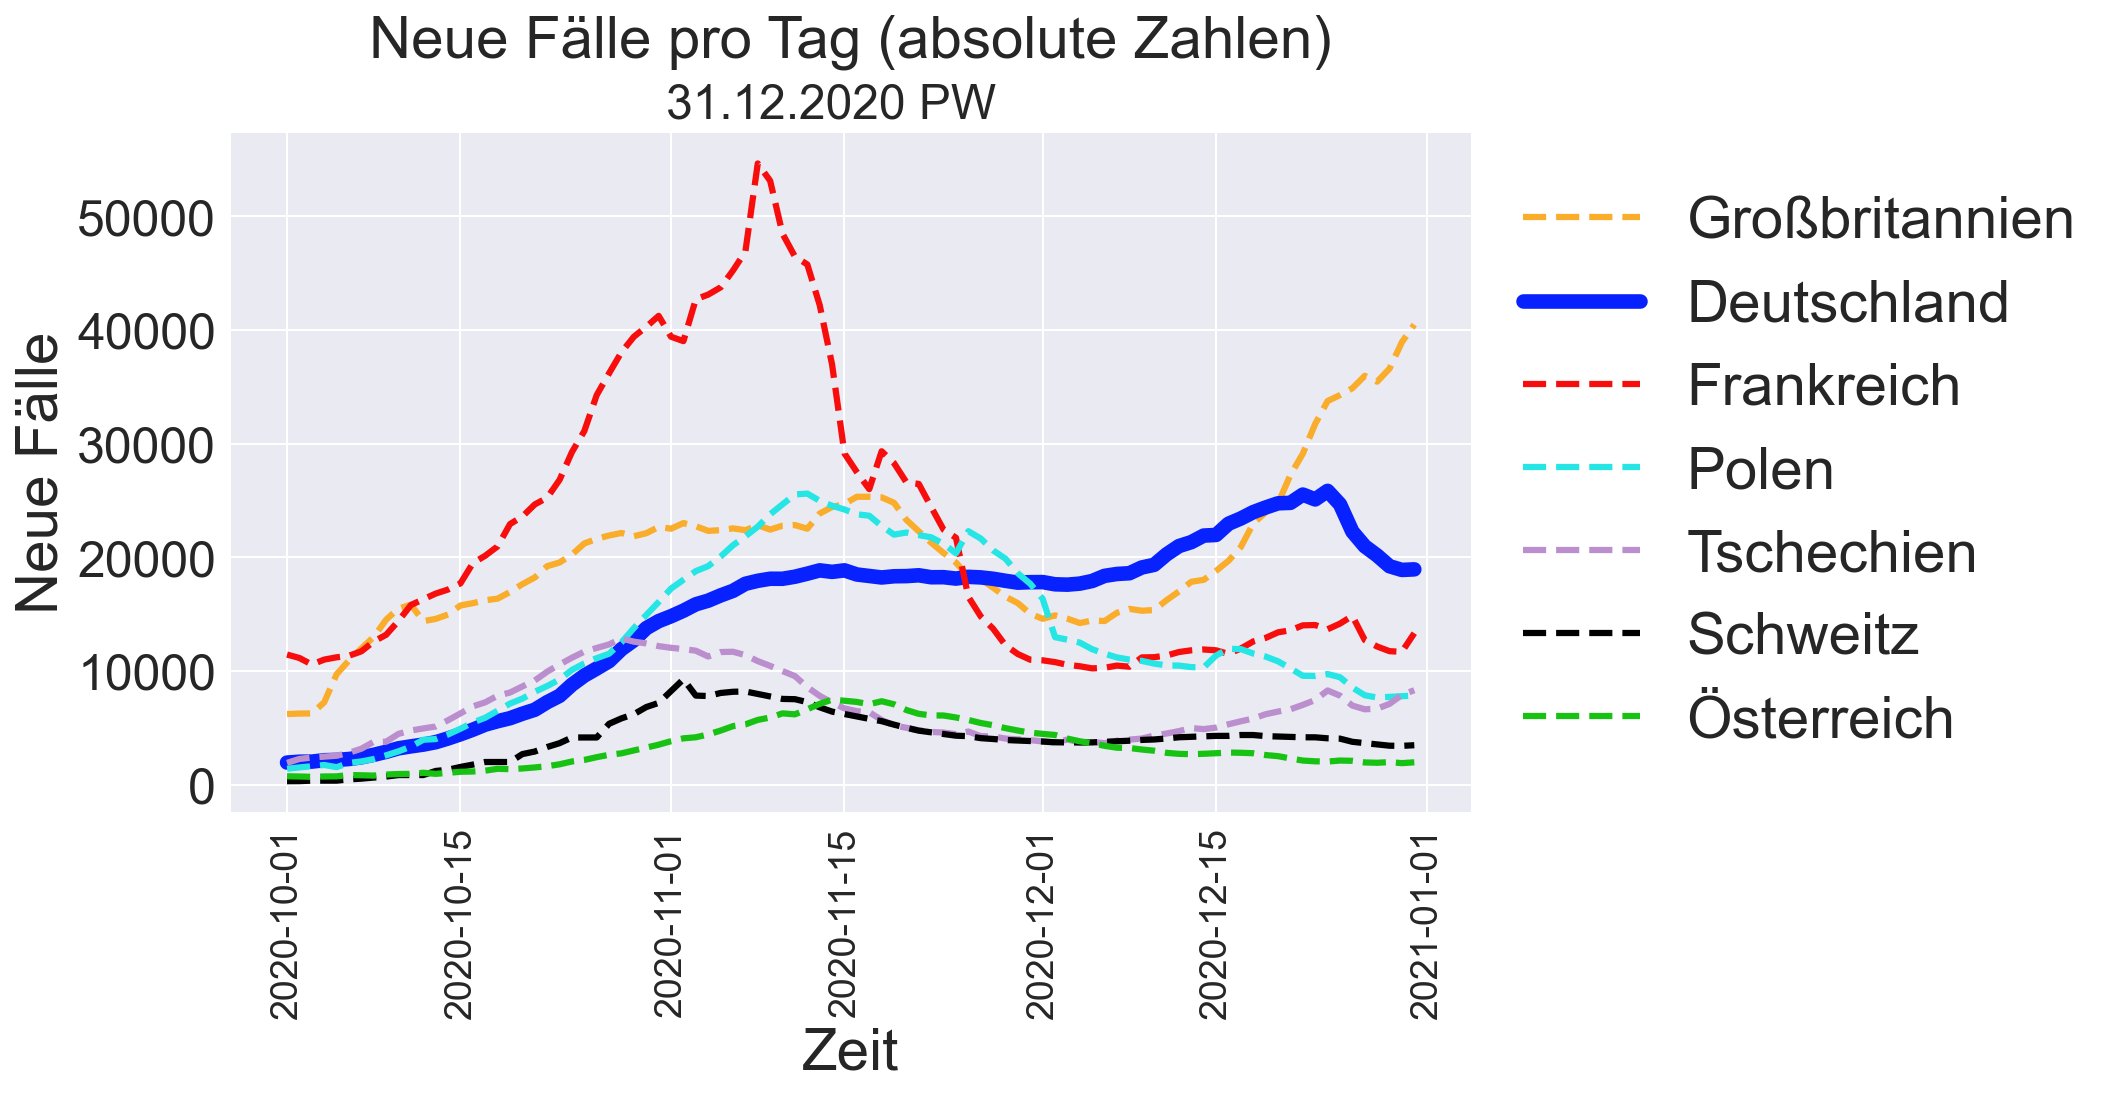 Neue Fälle pro Tag (absolute Zahlen)
31.12.2020 PW
Neue Fälle
50000
40000
30000
20000
10000
0
2020-10-01
2020-10-15
2020-11-01
2020-11-15
2020-12-01
2020-12-15
2021-01-01
Zeit
Großbritannien
Deutschland
Frankreich
Polen
Tschechien
Schweitz
Österreich